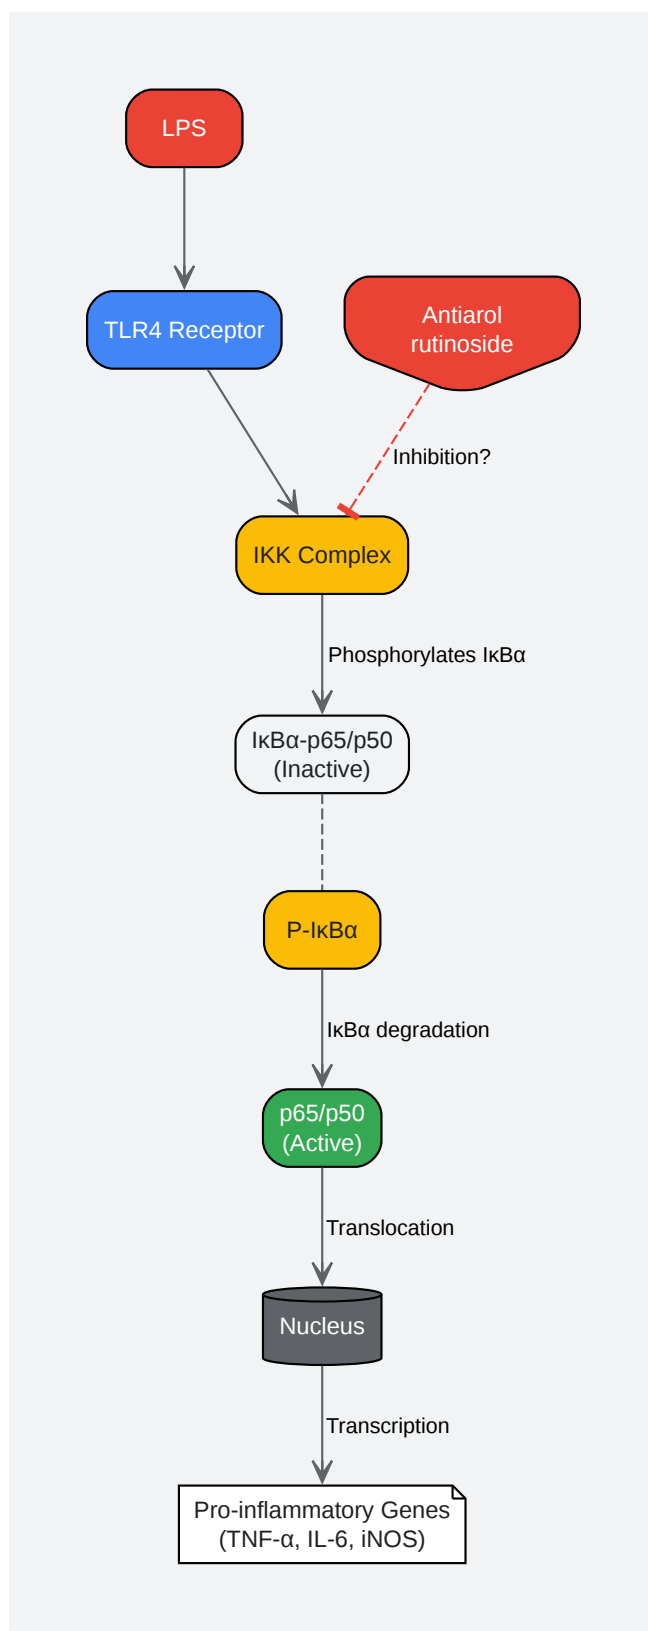 LPS
TLR4 Receptor
Antiarol
rutinoside
Inhibition?
IKK Complex
Phosphorylates IκBα
IκBα-p65/p50
(Inactive)
P-IκBα
IκBα degradation
p65/p50
(Active)
Translocation
Nucleus
Transcription
Pro-inflammatory Genes
(TNF-α, IL-6, iNOS)